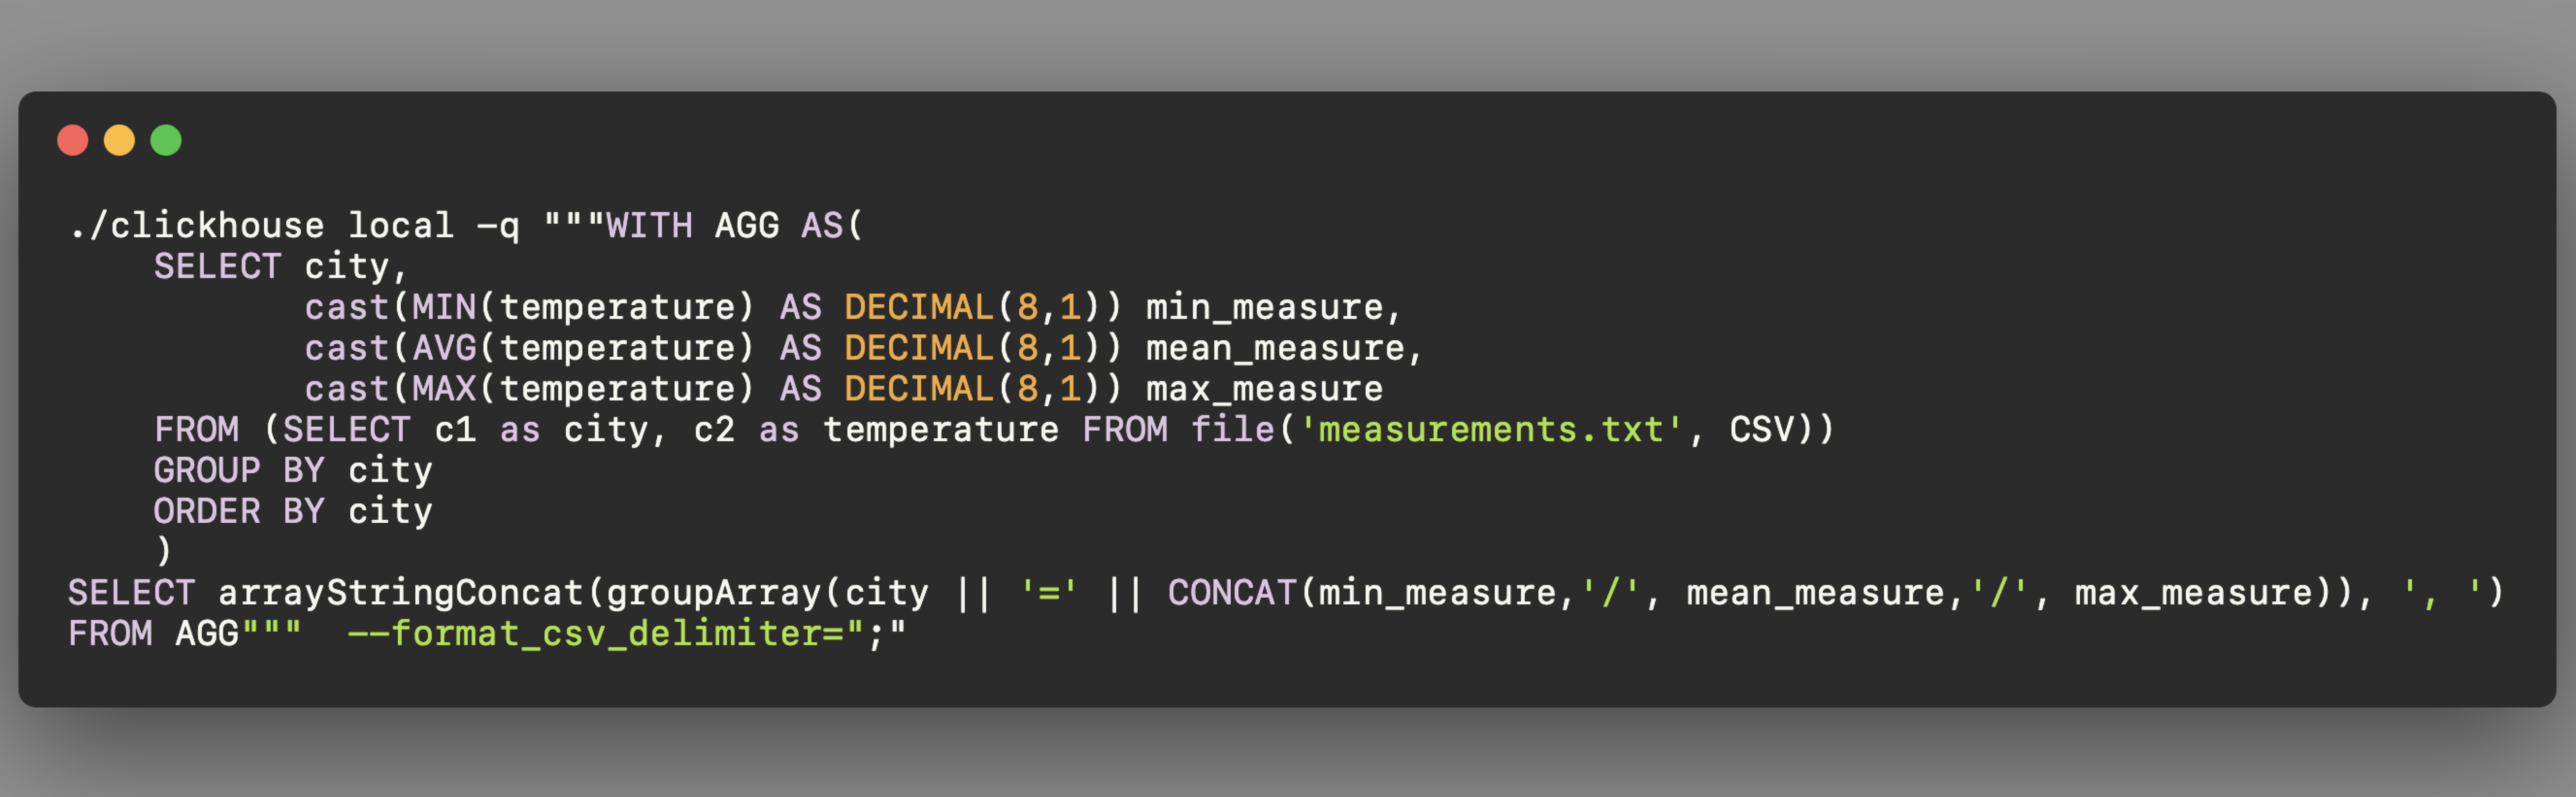 ./clickhouse local -q """WITH AGG AS(
    SELECT city,
           cast(MIN(temperature) AS DECIMAL(8,1)) min_measure,
           cast(AVG(temperature) AS DECIMAL(8,1)) mean_measure,
           cast(MAX(temperature) AS DECIMAL(8,1)) max_measure
    FROM (SELECT c1 as city, c2 as temperature FROM file('measurements.txt', CSV))
    GROUP BY city
    ORDER BY city
    )
SELECT arrayStringConcat(groupArray(city || '=' || CONCAT(min_measure,'/', mean_measure,'/', max_measure)), ', ')
FROM AGG"""  --format_csv_delimiter=";"